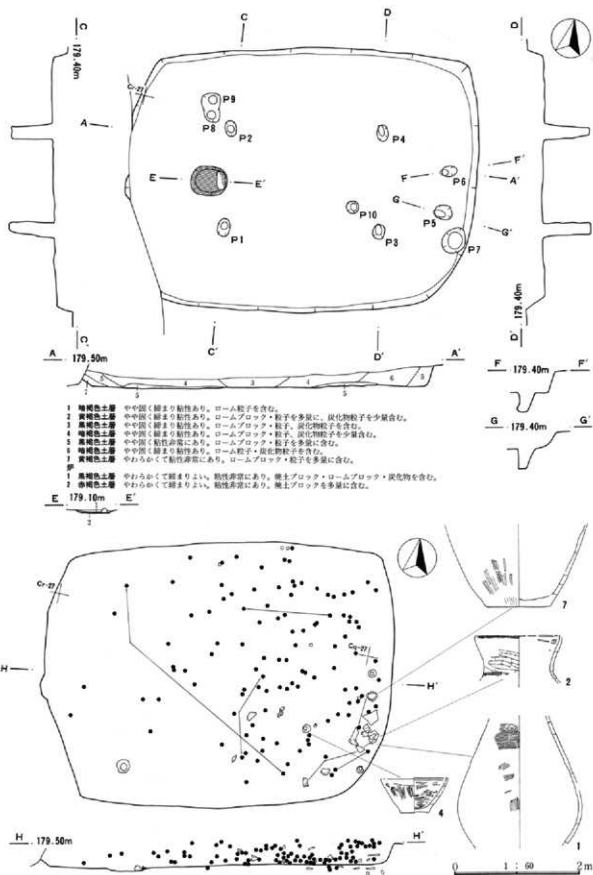 C
D
C
179.40m
D
Cr-27
P9
P8
P2
P4
A
F'
F
P6
A'
E
E'
G
P10
P5
P1
P3
P7
G'
C'
D'
C'
179.40m
D'
A 179.50m A'
1 2 3 4 5 6
F 179.40m F'
G 179.40m G'
1 暗褐色土層 やや固く締まり粘性あり。ローム粒子を含む。
2 黄褐色土層 やや固く締まり粘性あり。ロームブロック・粒子を多量に、炭化物粒子を少量含む。
3 黒褐色土層 やや固く締まり粘性あり。ロームブロック・粒子、炭化物粒子を含む。
4 暗褐色土層 やや固く締まり粘性あり。ロームブロック・粒子、炭化物粒子を少量含む。
5 黒褐色土層 やや固く粘性非常にあり。ロームブロック・粒子を多量に含む。
6 暗褐色土層 やや固く締まり粘性あり。ローム粒子・炭化物粒子を含む。
7 黄褐色土層 やわらかくて粘性非常にあり。ロームブロック・粒子を多量に含む。
炉
1 黒褐色土層 やわらかくて締まりよい。粘性非常にあり。焼土ブロック・ロームブロック・炭化物を含む。
2 赤褐色土層 やわらかくて締まりよい。粘性非常にあり。焼土ブロックを多量に含む。
E 179.10m E'
Cr-27
Cq-27
7
H
H'
2
4
1
H 179.50m H'
0 1:60 2m